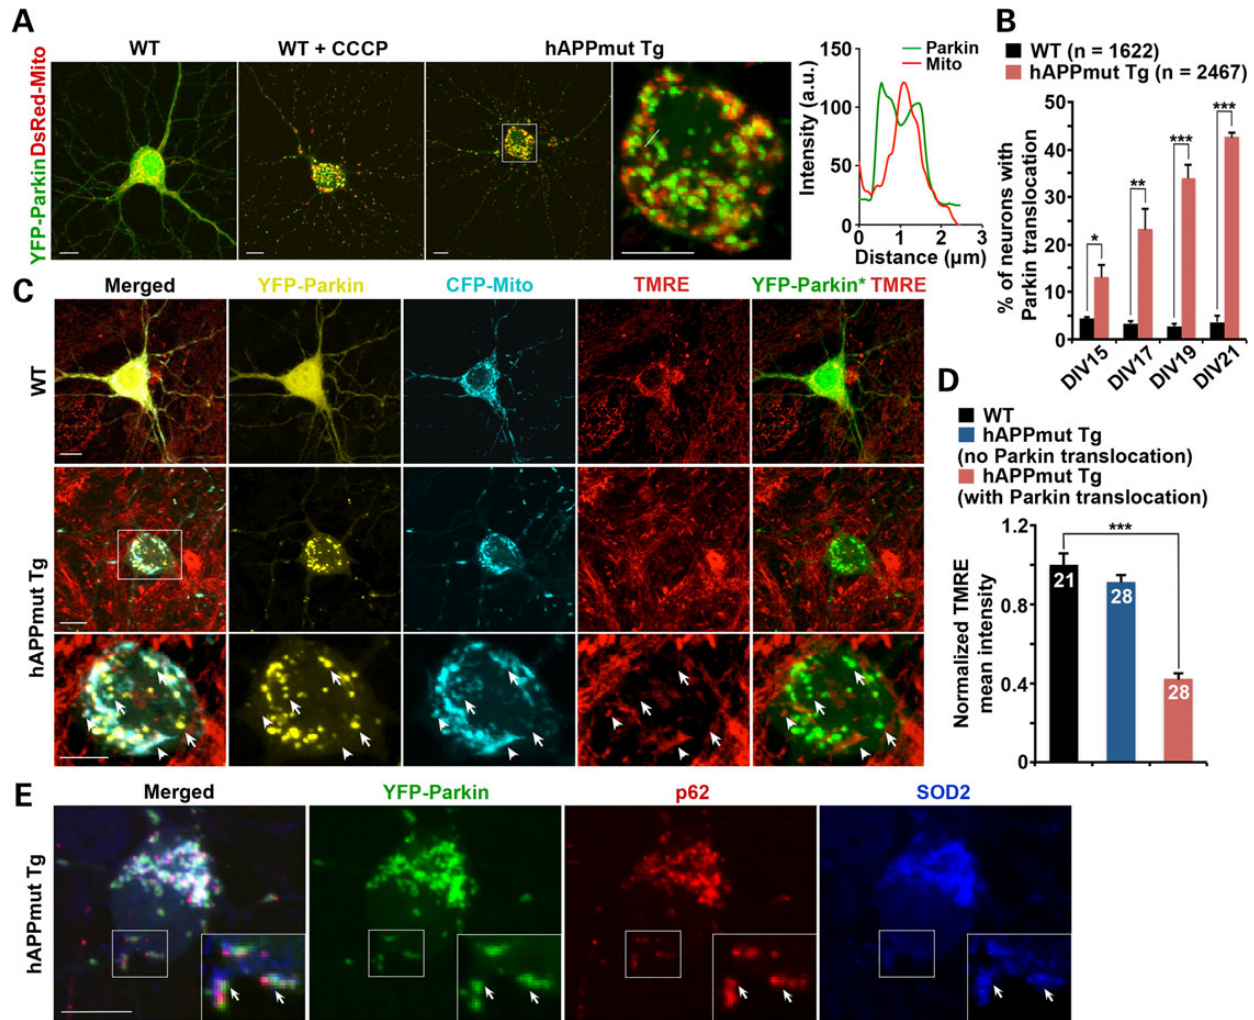 A
WT
WT + CCCP
hAPPmut Tg
YFP-ParkinDsRed-Mito
Intensity (a.u.)
150
100
50
0
Parkin
Mito
0 1 2 3
Distance (µm)
B
WT (n = 1622)
hAPPmut Tg (n = 2467)
% of neurons with
Parkin translocation
50
40
30
20
10
0
*
**
***
***
DIV15
DIV17
DIV19
DIV21
C
Merged
YFP-Parkin
CFP-Mito
TMRE
YFP-Parkin* TMRE
WT
hAPPmut Tg
D
WT
hAPPmut Tg
(no Parkin translocation)
hAPPmut Tg
(with Parkin translocation)
Normalized TMRE
mean intensity
1.2
0.8
0.4
0
***
21
28
28
E
Merged
YFP-Parkin
p62
SOD2
hAPPmut Tg